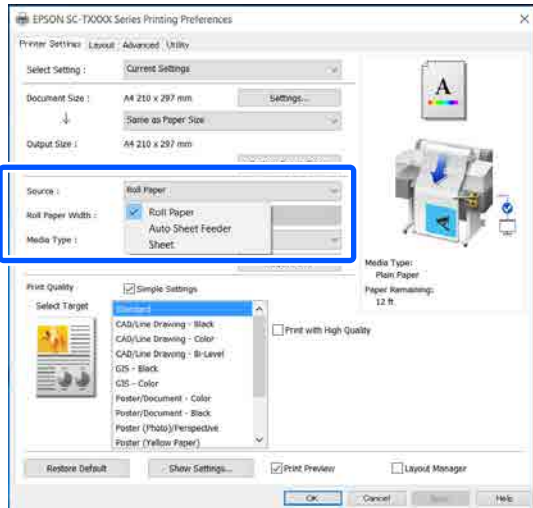 EPSON SC-TXXXX Series Printing Preferences
Printer Settings Layout Advanced Utility
Select Setting : Current Settings
Document Size : A4 210 x 297 mm Settings...
Same as Paper Size
Output Size : A4 210 x 297 mm
Source : Roll Paper
Roll Paper Width :
Roll Paper
Auto Sheet Feeder
Media Type :
Sheet
Media Type:
Plain Paper
Paper Remaining:
12 ft
Print Quality Simple Settings
Select Target
Standard
CAD/Line Drawing - Black
CAD/Line Drawing - Color
CAD/Line Drawing - Bi-Level
GIS - Black
GIS - Color
Poster/Document - Color
Poster/Document - Black
Poster (Photo)/Perspective
Poster (Yellow Paper)
Print with High Quality
Restore Default Show Settings... Print Preview Layout Manager
OK Cancel Help
A
A